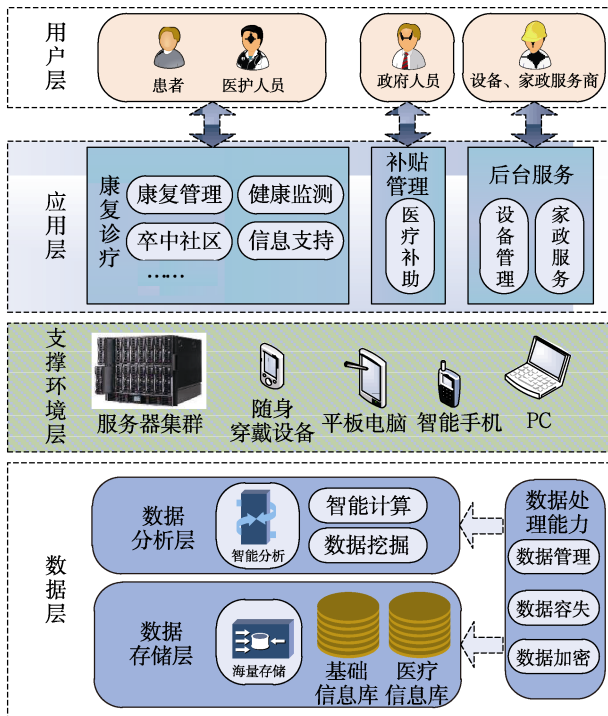 用户层
患者
医护人员
政府人员
设备、家政服务商
应用层
康复诊疗
康复管理
健康监测
卒中社区
信息支持
……
补贴
管理
医疗补助
后台服务
设备管理
家政服务
支撑环境层
服务器集群
随身
穿戴设备
平板电脑
智能手机
PC
数据层
数据
分析层
智能分析
智能计算
数据挖掘
数据
存储层
海量存储
基础
信息库
医疗
信息库
数据处
理能力
数据管理
数据容失
数据加密